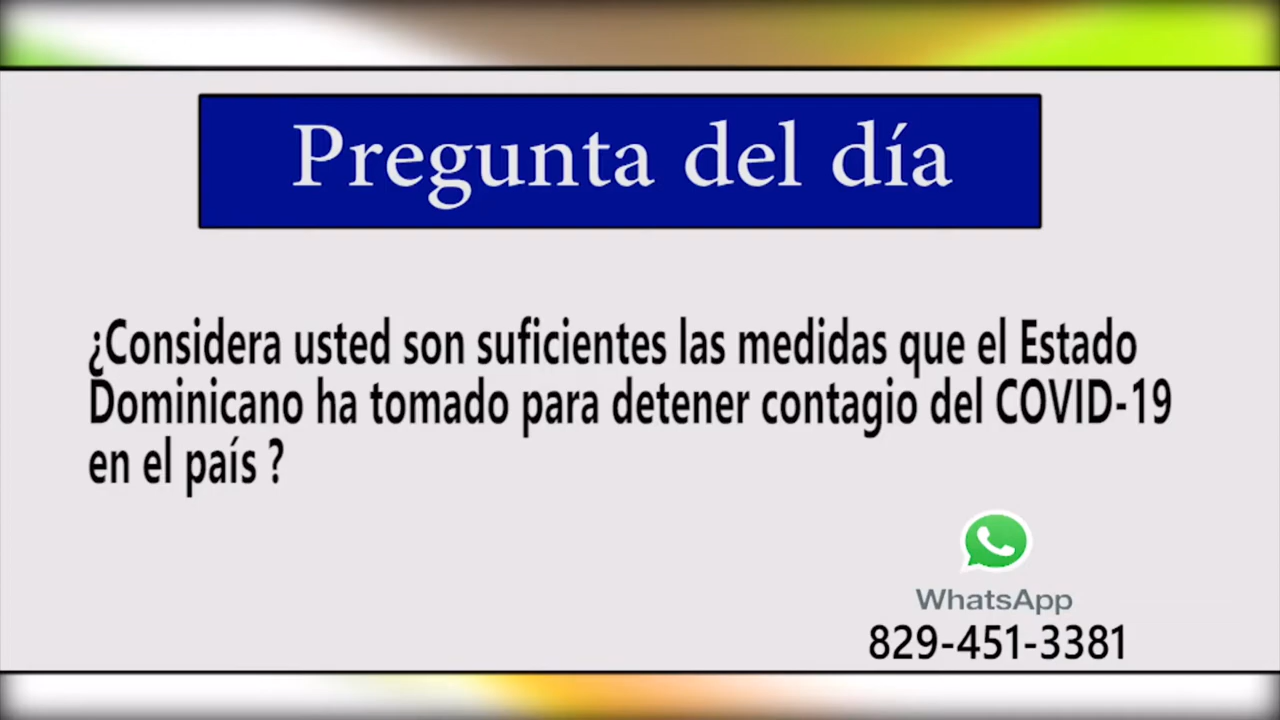 Pregunta del día
¿Considera usted son suficientes las medidas que el Estado
Dominicano ha tomado para detener contagio del COVID-19
en el país ?
WhatsApp
829-451-3381